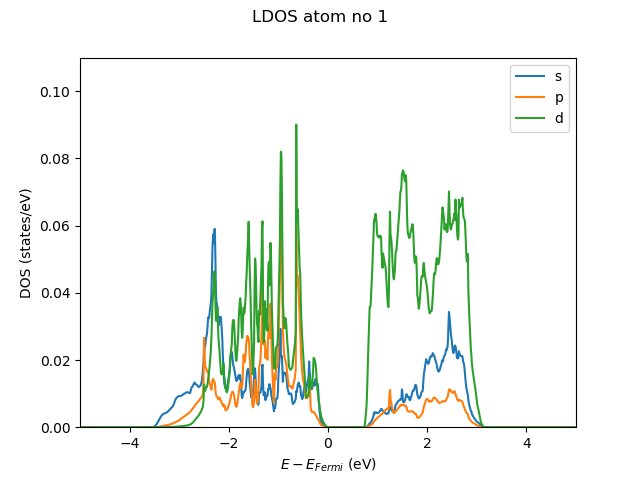 LDOS atom no 1
s
p
d
DOS (states/eV)
0.10
0.08
0.06
0.04
0.02
0.00
−4 −2 0 2 4
E − E_Fermi (eV)